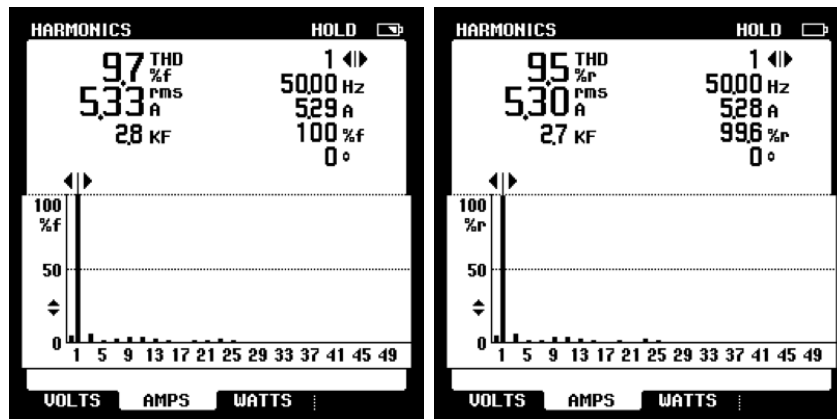 HARMONICS HOLD
9.7 THD %f 1
5.33 rms A 50.00 Hz
5.29 A
2.8 KF 100 %f
0 °
100
%f
50
0
1 5 9 13 17 21 25 29 33 37 41 45 49
VOLTS AMPS WATTS
HARMONICS HOLD
9.5 THD %r 1
5.30 rms A 50.00 Hz
5.28 A
2.7 KF 99.6 %r
0 °
100
%r
50
0
1 5 9 13 17 21 25 29 33 37 41 45 49
VOLTS AMPS WATTS